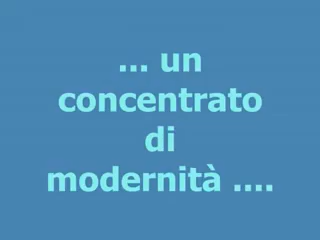 ... un
concentrato
di
modernità ....